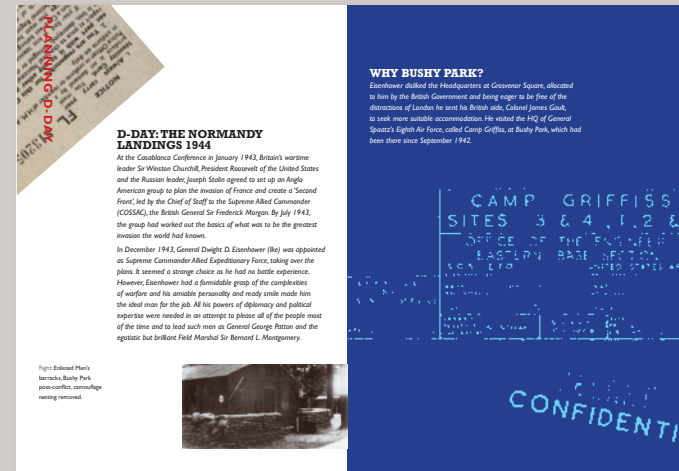 PLANNING D-DAY
NOTICE
D-DAY: THE NORMANDY
LANDINGS 1944
At the Casablanca Conference in January 1943, Britain's wartime
leader Sir Winston Churchill, President Roosevelt of the United States
and the Russian leader, Joseph Stalin agreed to set up an Anglo
American group to plan the invasion of France and create a 'Second
Front', led by the Chief of Staff to the Supreme Allied Commander
(COSSAC), the British General Sir Frederick Morgan. By July 1943,
the group had worked out the basics of what was to be the greatest
invasion the world had known.
In December 1943, General Dwight D. Eisenhower (Ike) was appointed
as Supreme Commander Allied Expeditionary Force, taking over the
plans. It seemed a strange choice as he had no battle experience.
However, Eisenhower had a formidable grasp of the complexities
of warfare and his amiable personality and ready smile made him
the ideal man for the job. All his powers of diplomacy and political
expertise were needed in an attempt to please all of the people most
of the time and to lead such men as General George Patton and the
egotistic but brilliant Field Marshal Sir Bernard L. Montgomery.
Right: Enlisted Men's
barracks, Bushy Park
post-conflict, camouflage
netting removed.
WHY BUSHY PARK?
Eisenhower disliked the Headquarters at Grosvenor Square, allocated
to him by the British Government and being eager to be free of the
distractions of London he sent his British aide, Colonel James Gault,
to seek more suitable accommodation. He visited the HQ of General
Spaatz's Eighth Air Force, called Camp Griffiss, at Bushy Park, which had
been there since September 1942.
CAMP GRIFFISS
SITES 3 & 4, 1, 2 &
OFFICE OF THE ENGINEER
EASTERN BASE SECTION
CONFIDENTI